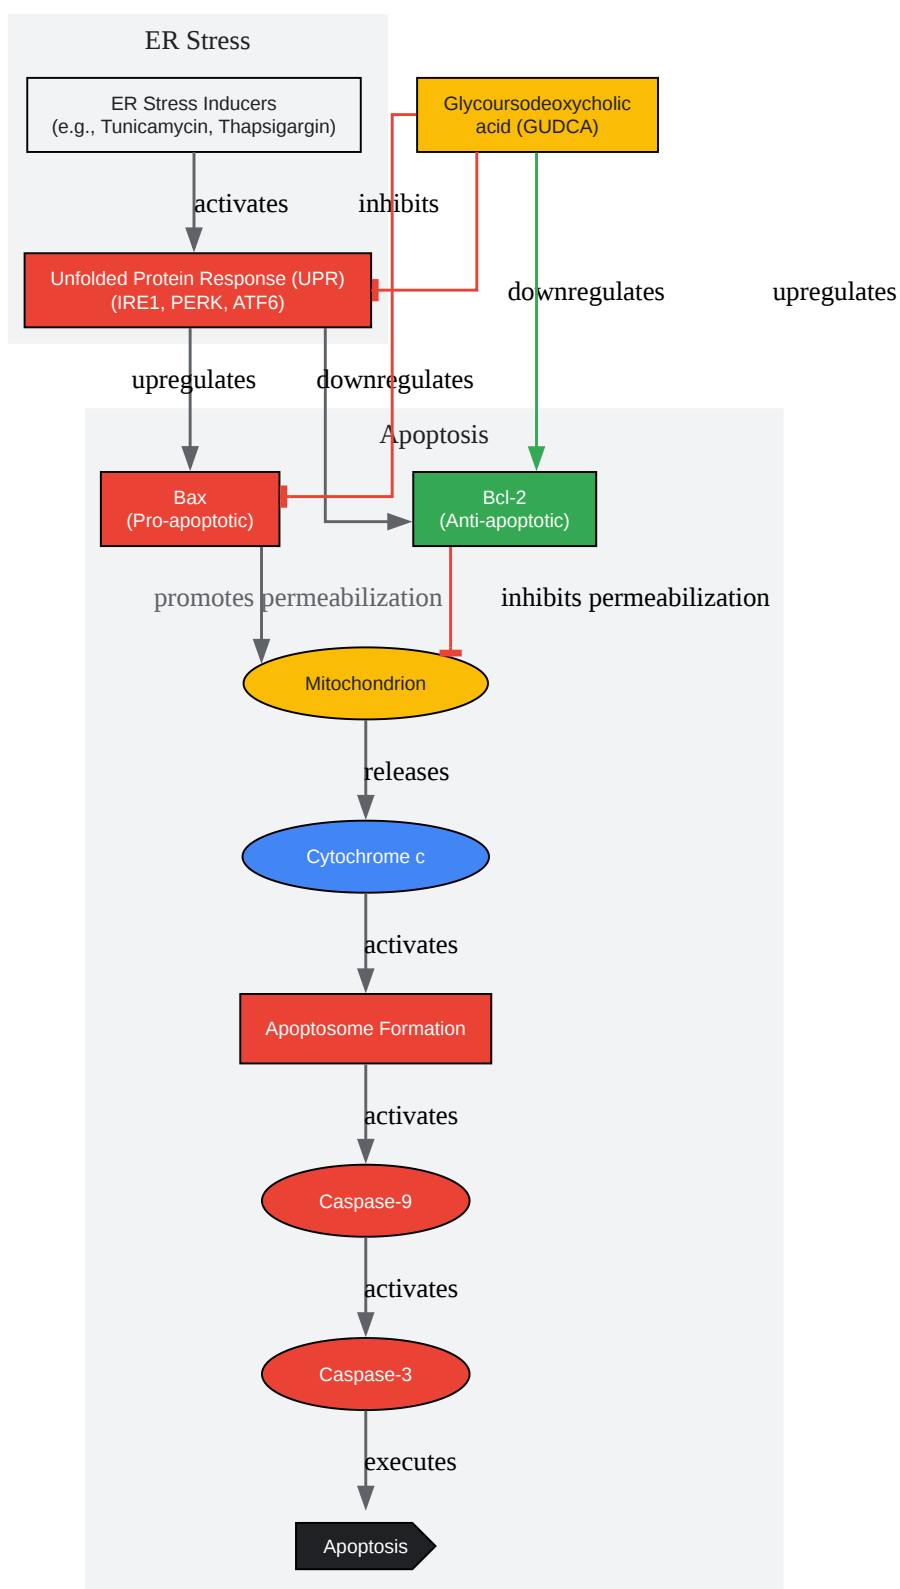 ER Stress
ER Stress Inducers
(e.g., Tunicamycin, Thapsigargin)
Glycoursodeoxycholic
acid (GUDCA)
activates
inhibits
Unfolded Protein Response (UPR)
(IRE1, PERK, ATF6)
downregulates
upregulates
upregulates
downregulates
Apoptosis
Bax
(Pro-apoptotic)
Bcl-2
(Anti-apoptotic)
promotes permeabilization
inhibits permeabilization
Mitochondrion
releases
Cytochrome c
activates
Apoptosome Formation
activates
Caspase-9
activates
Caspase-3
executes
Apoptosis